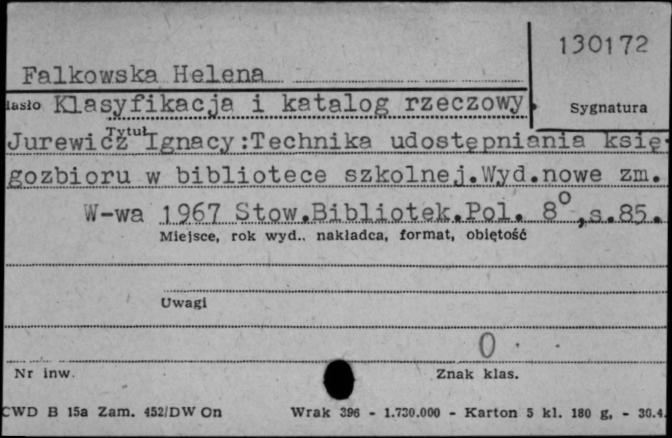 130172
Falkowska Helena
Hasło Klasyfikacja i katalog rzeczowy. Sygnatura
Tytuł
Jurewicz Ignacy:Technika udostępniania księ-
gozbioru w bibliotece szkolnej.Wyd.nowe zm.
W-wa 1967 Stow.Bibliotek.Pol. 8°,s.85.
Miejsce, rok wyd.. nakładca, format, obiętość
Uwagi
0
Nr inw. Znak klas.
CWD B 15a Zam. 452/DW On Wrak 396 - 1.730.000 - Karton 5 kl. 180 g, - 30.4.